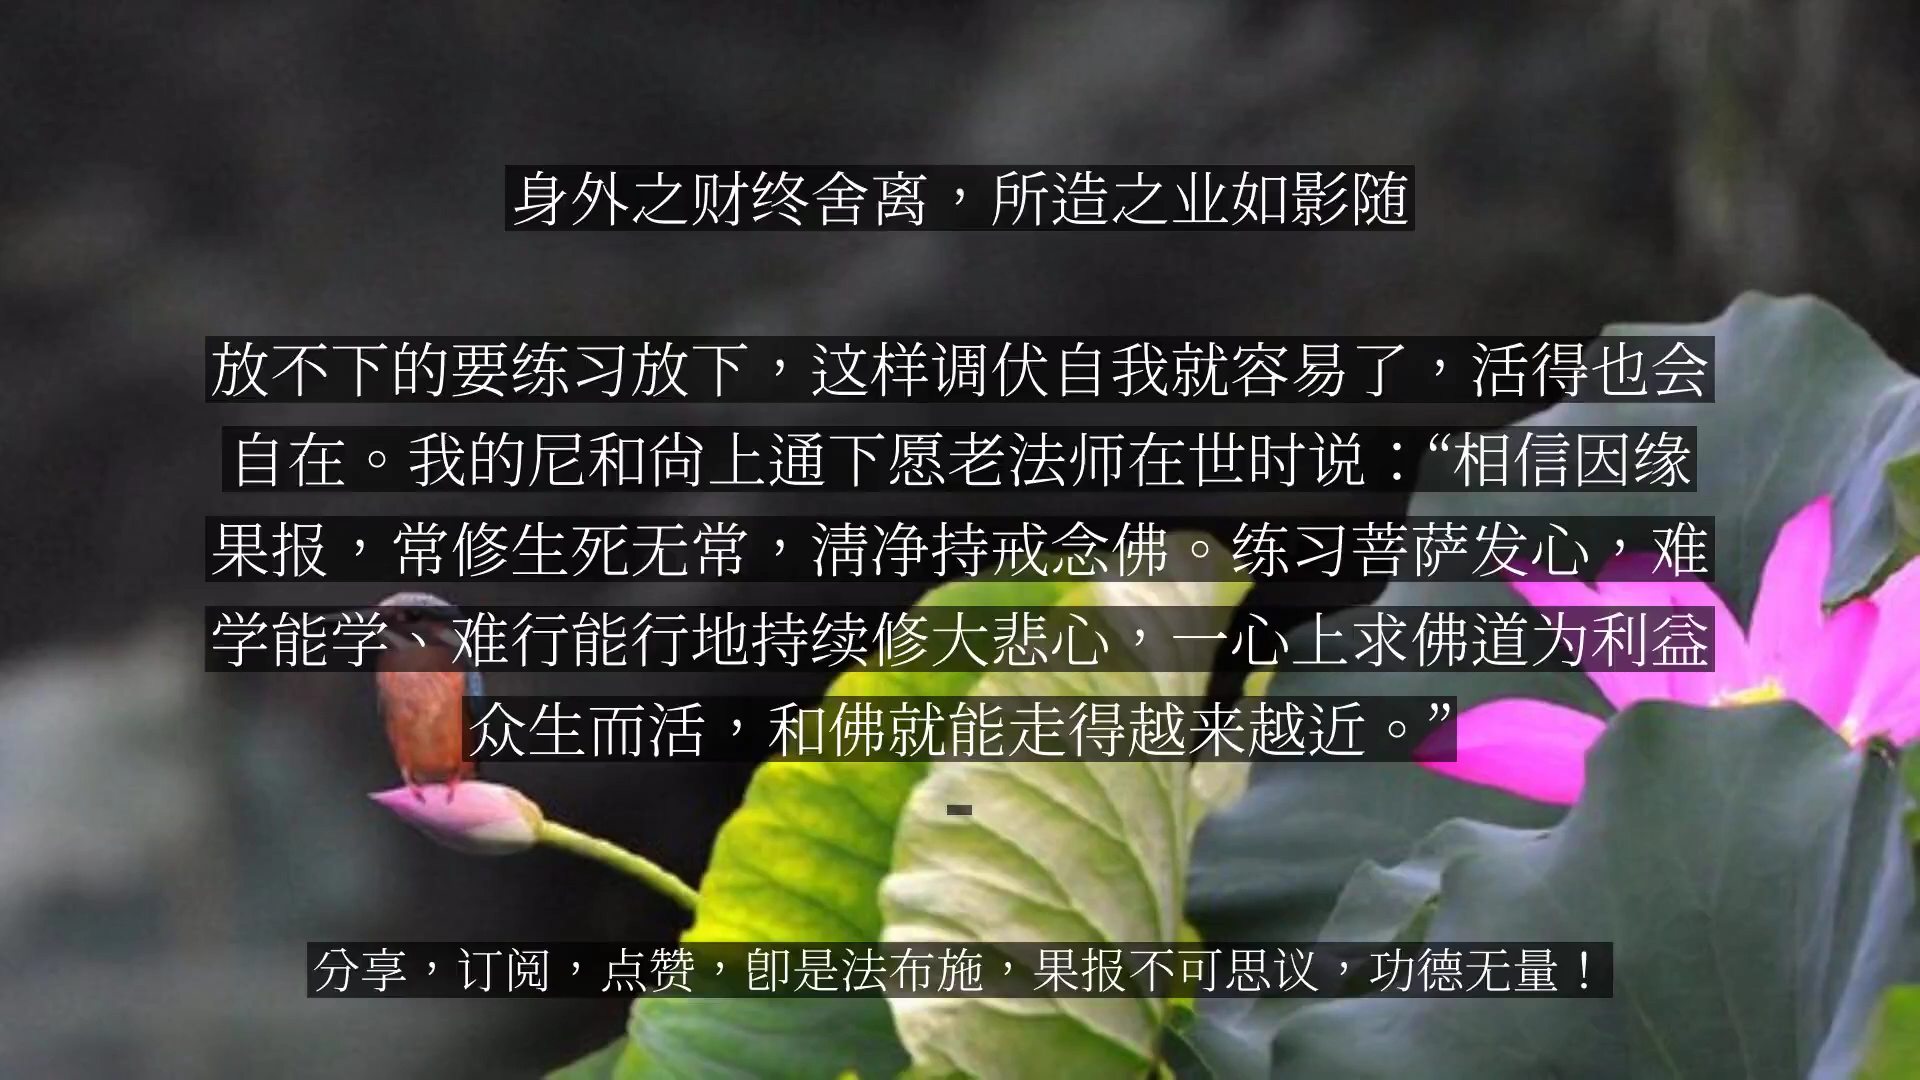 身外之财终舍离，所造之业如影随
放不下的要练习放下，这样调伏自我就容易了，活得也会
自在。我的尼和尙上通下愿老法师在世时说：“相信因缘
果报，常修生死无常，清净持戒念佛。练习菩萨发心，难
学能学、难行能行地持续修大悲心，一心上求佛道为利益
众生而活，和佛就能走得越来越近。”
分享，订阅，点赞，即是法布施，果报不可思议，功德无量！